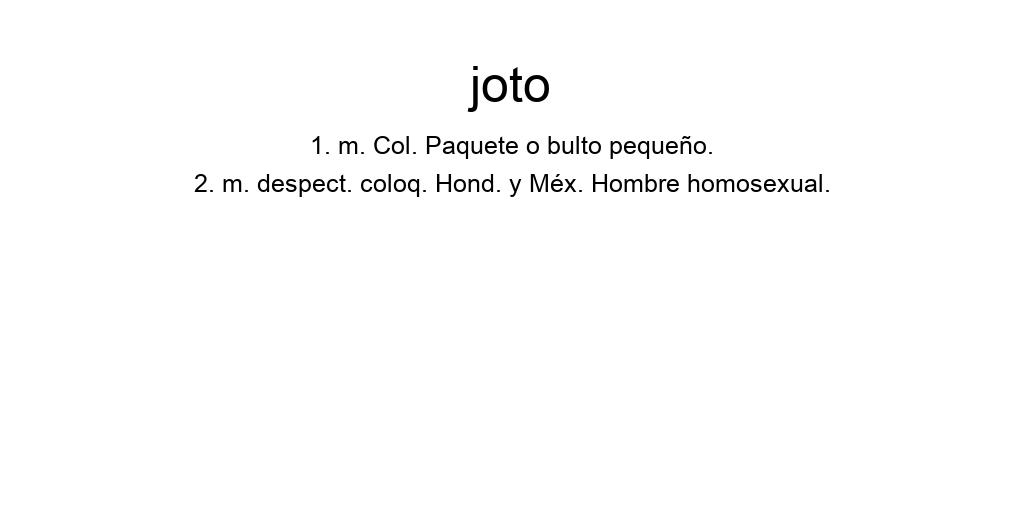 joto
1. m. Col. Paquete o bulto pequeño.
2. m. despect. coloq. Hond. y Méx. Hombre homosexual.